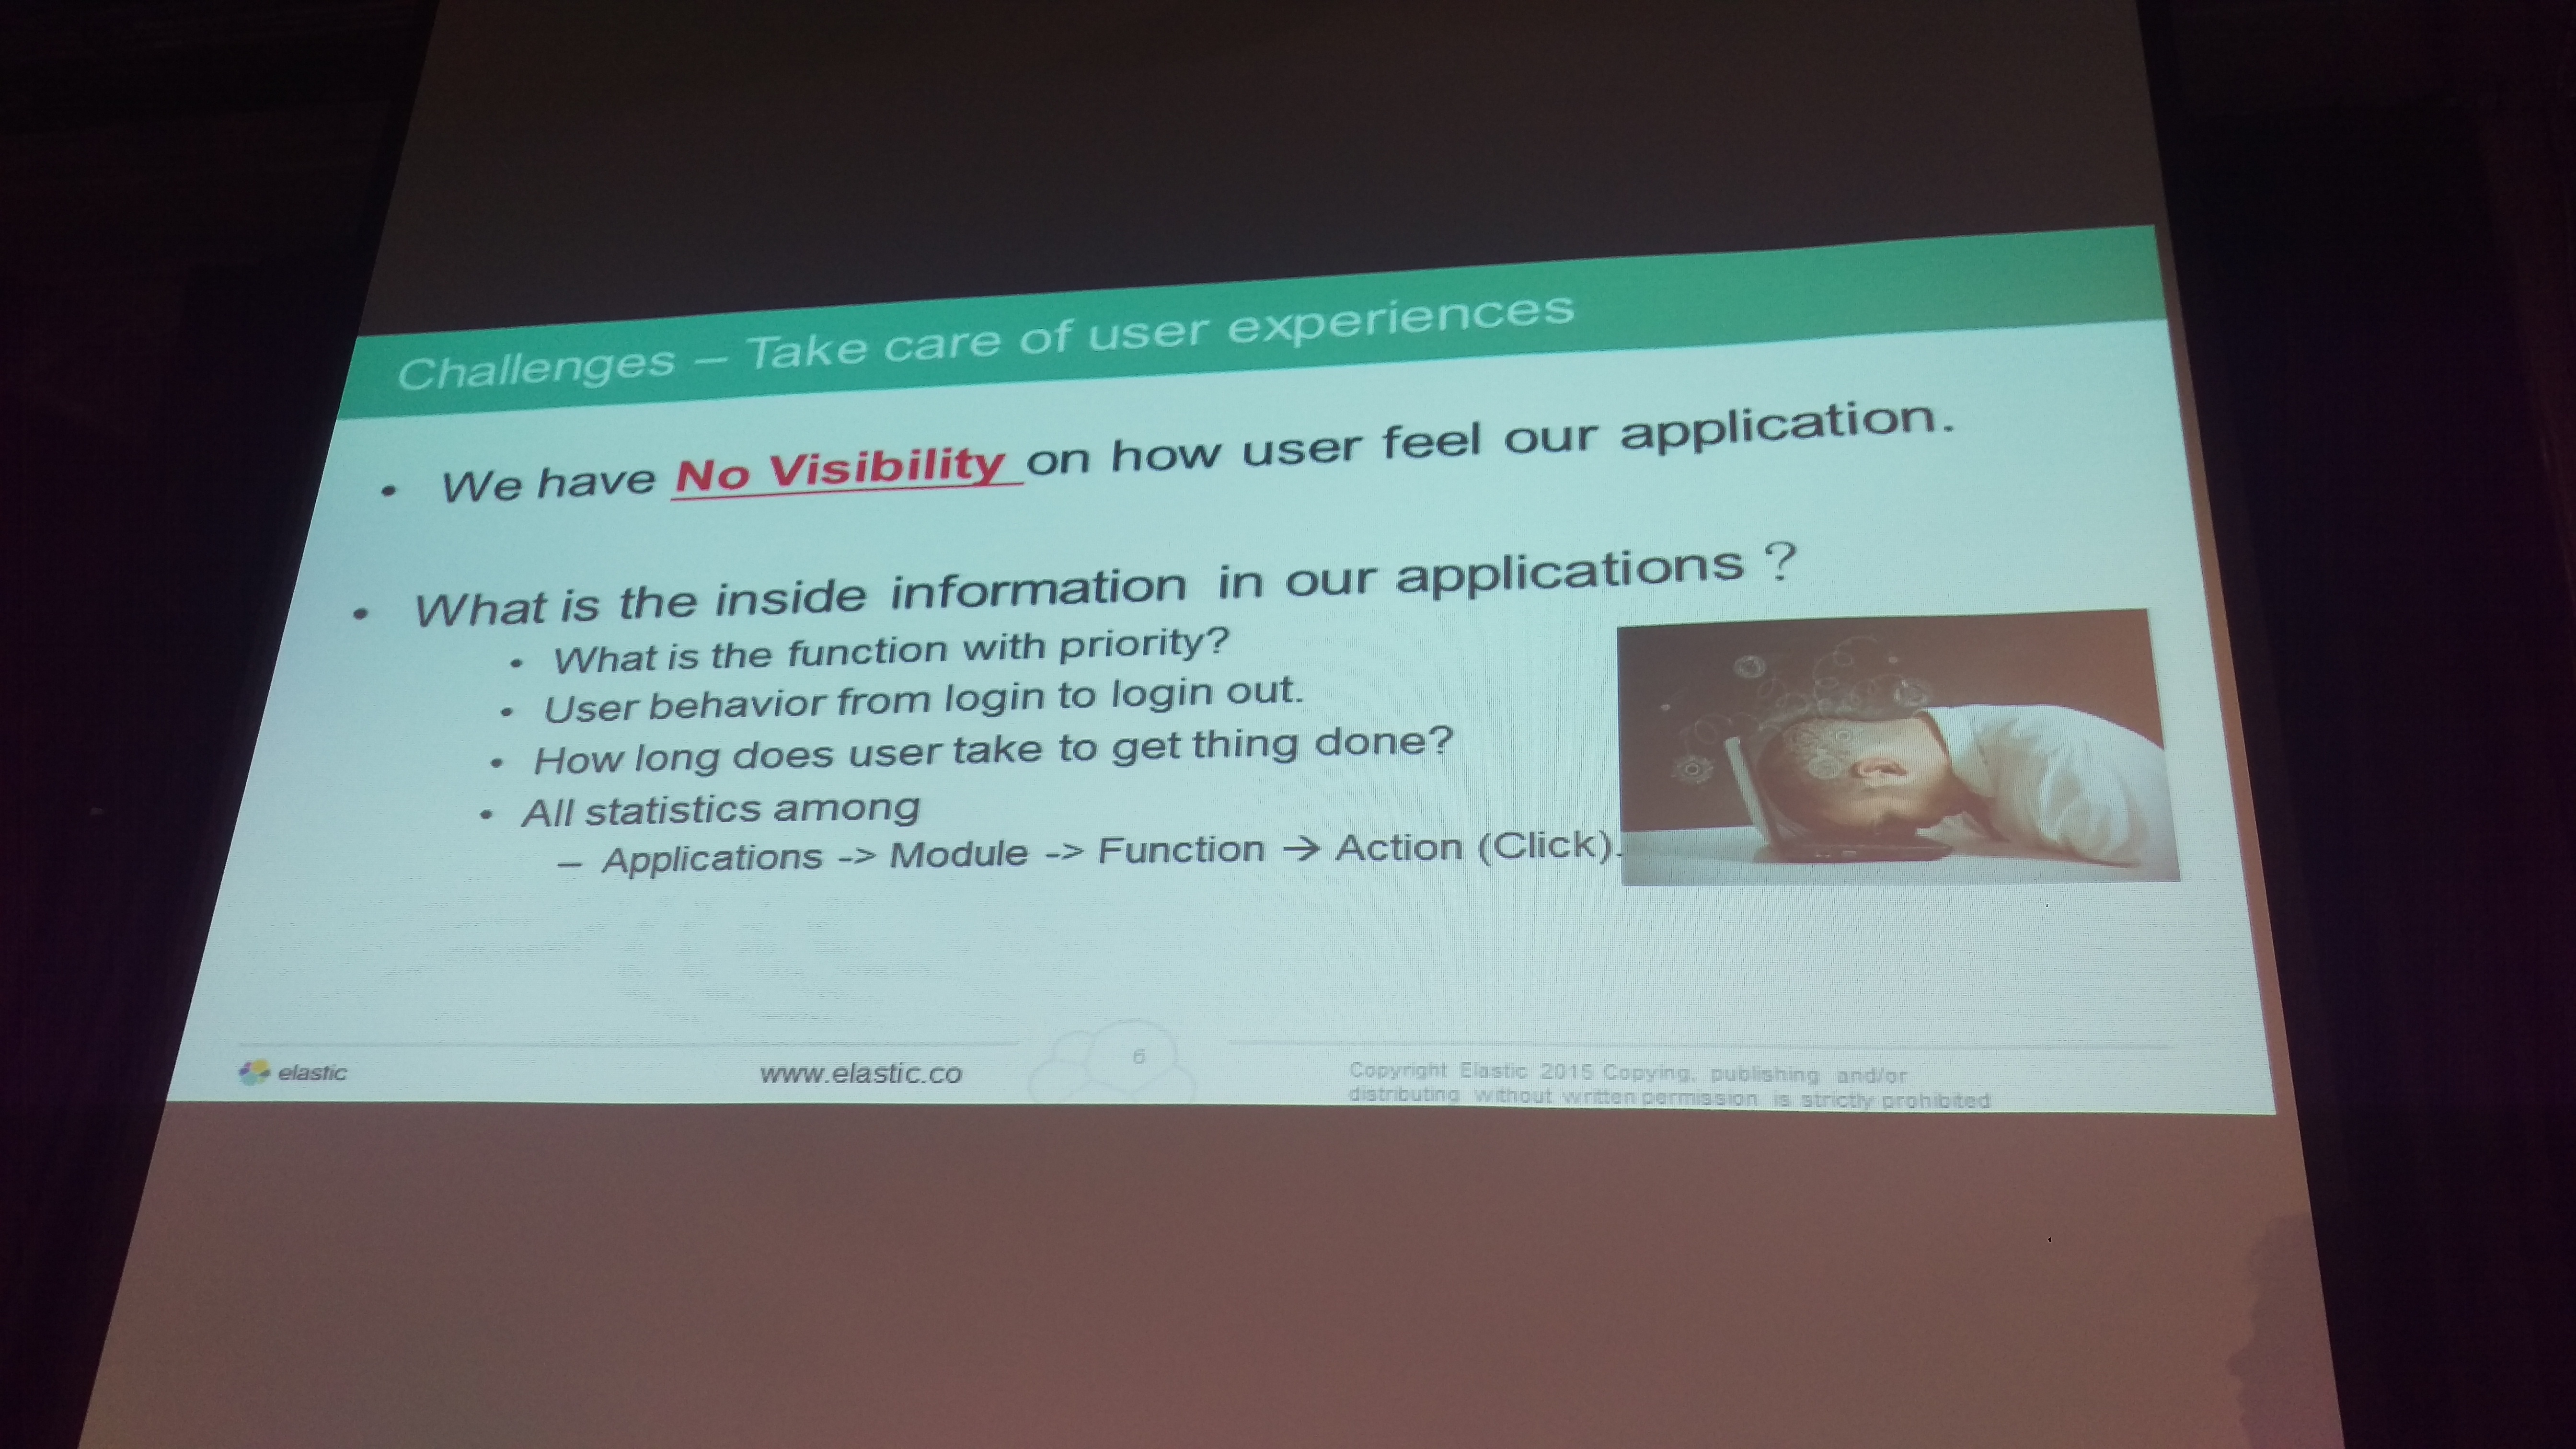 Challenges – Take care of user experiences
• We have No Visibility on how user feel our application.
• What is the inside information in our applications ?
• What is the function with priority?
• User behavior from login to login out.
• How long does user take to get thing done?
• All statistics among
– Applications -> Module -> Function → Action (Click).
elastic
www.elastic.co
6
Copyright Elastic 2015 Copying, publishing and/or
distributing without written permission is strictly prohibited